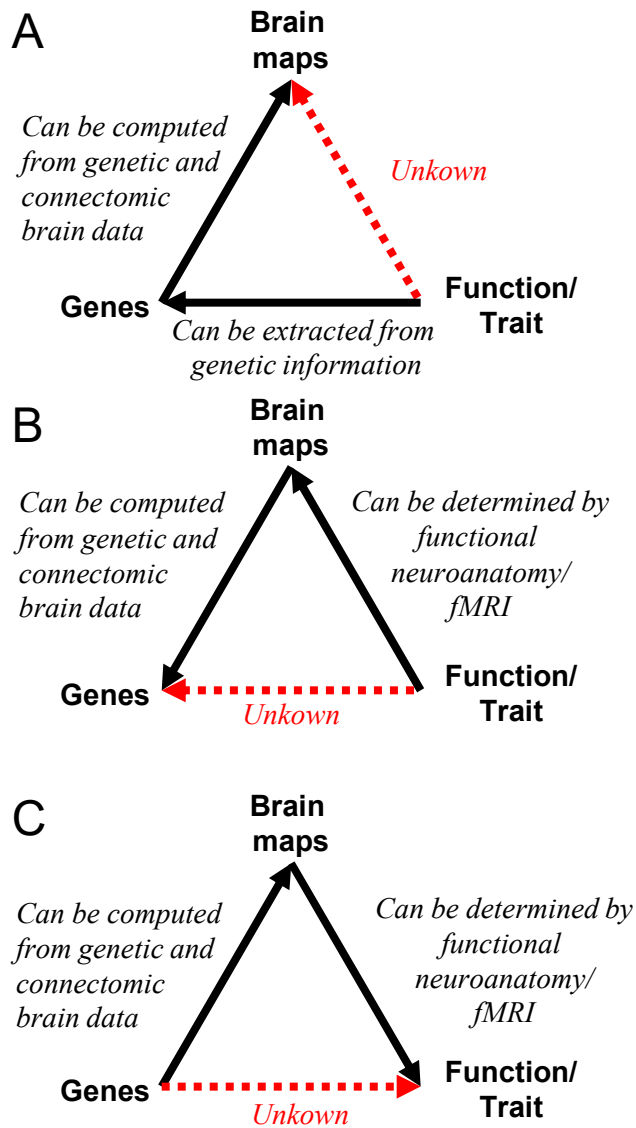 A
Brain
maps
Can be computed
from genetic and
connectomic
brain data
Unkown
Genes
Function/
Trait
Can be extracted from
genetic information
B
Brain
maps
Can be computed
from genetic and
connectomic
brain data
Can be determined by
functional
neuroanatomy/
fMRI
Genes
Function/
Trait
Unkown
C
Brain
maps
Can be computed
from genetic and
connectomic
brain data
Can be determined by
functional
neuroanatomy/
fMRI
Genes
Function/
Trait
Unkown